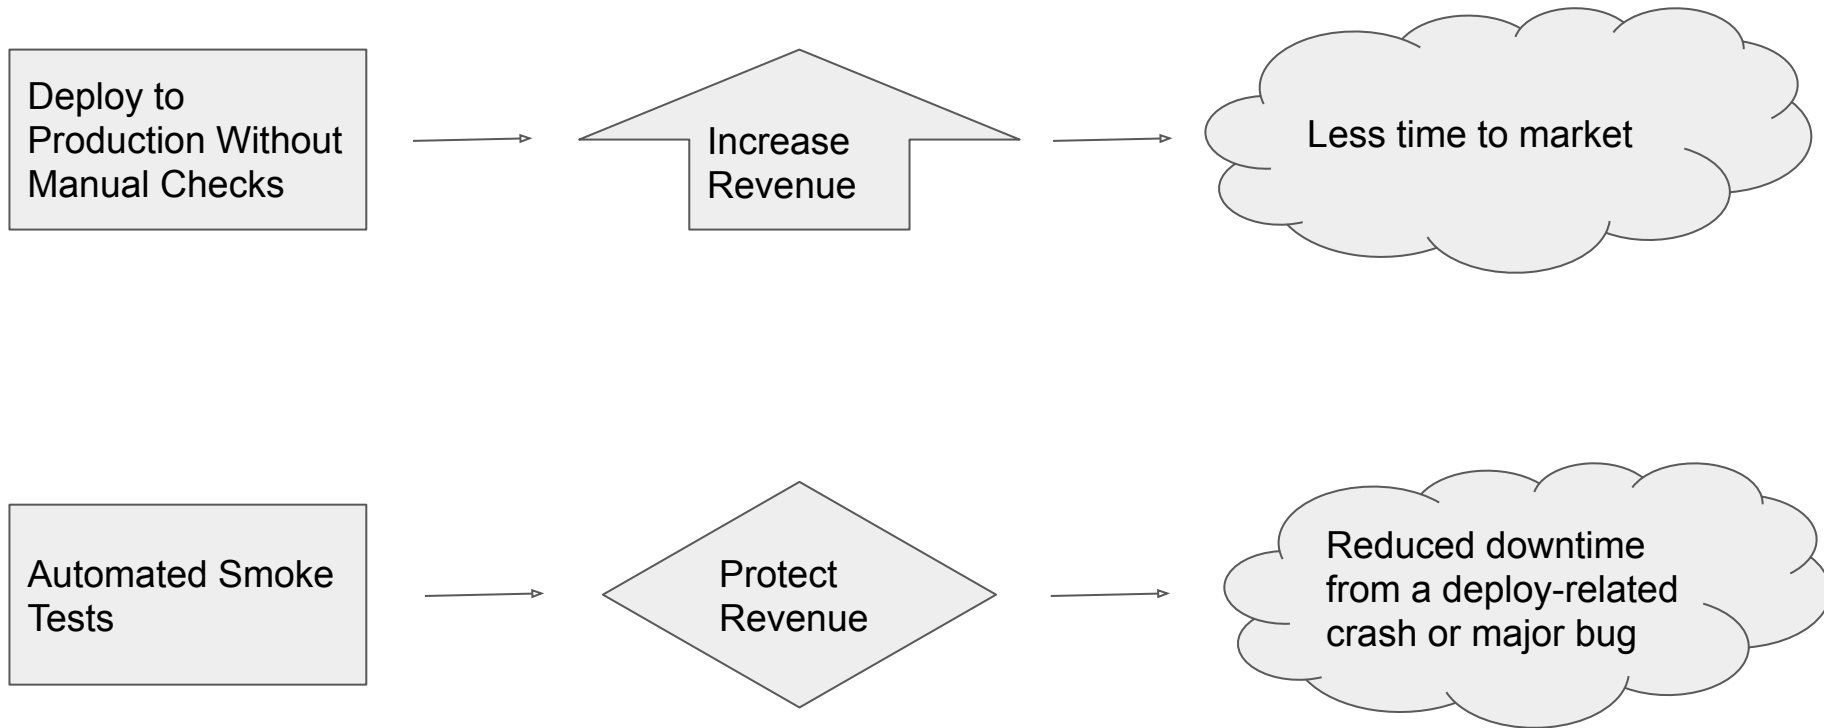 Deploy to
Production Without
Manual Checks
Increase
Revenue
Less time to market
Automated Smoke
Tests
Protect
Revenue
Reduced downtime
from a deploy-related
crash or major bug